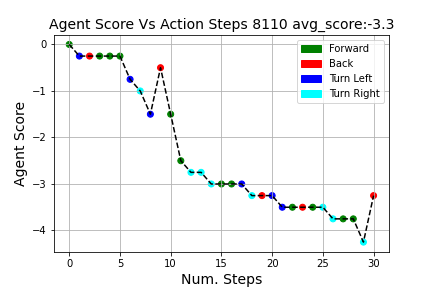 Agent Score Vs Action Steps 8110 avg_score:-3.3
Agent Score
0
−1
−2
−3
−4
Forward
Back
Turn Left
Turn Right
0 5 10 15 20 25 30
Num. Steps